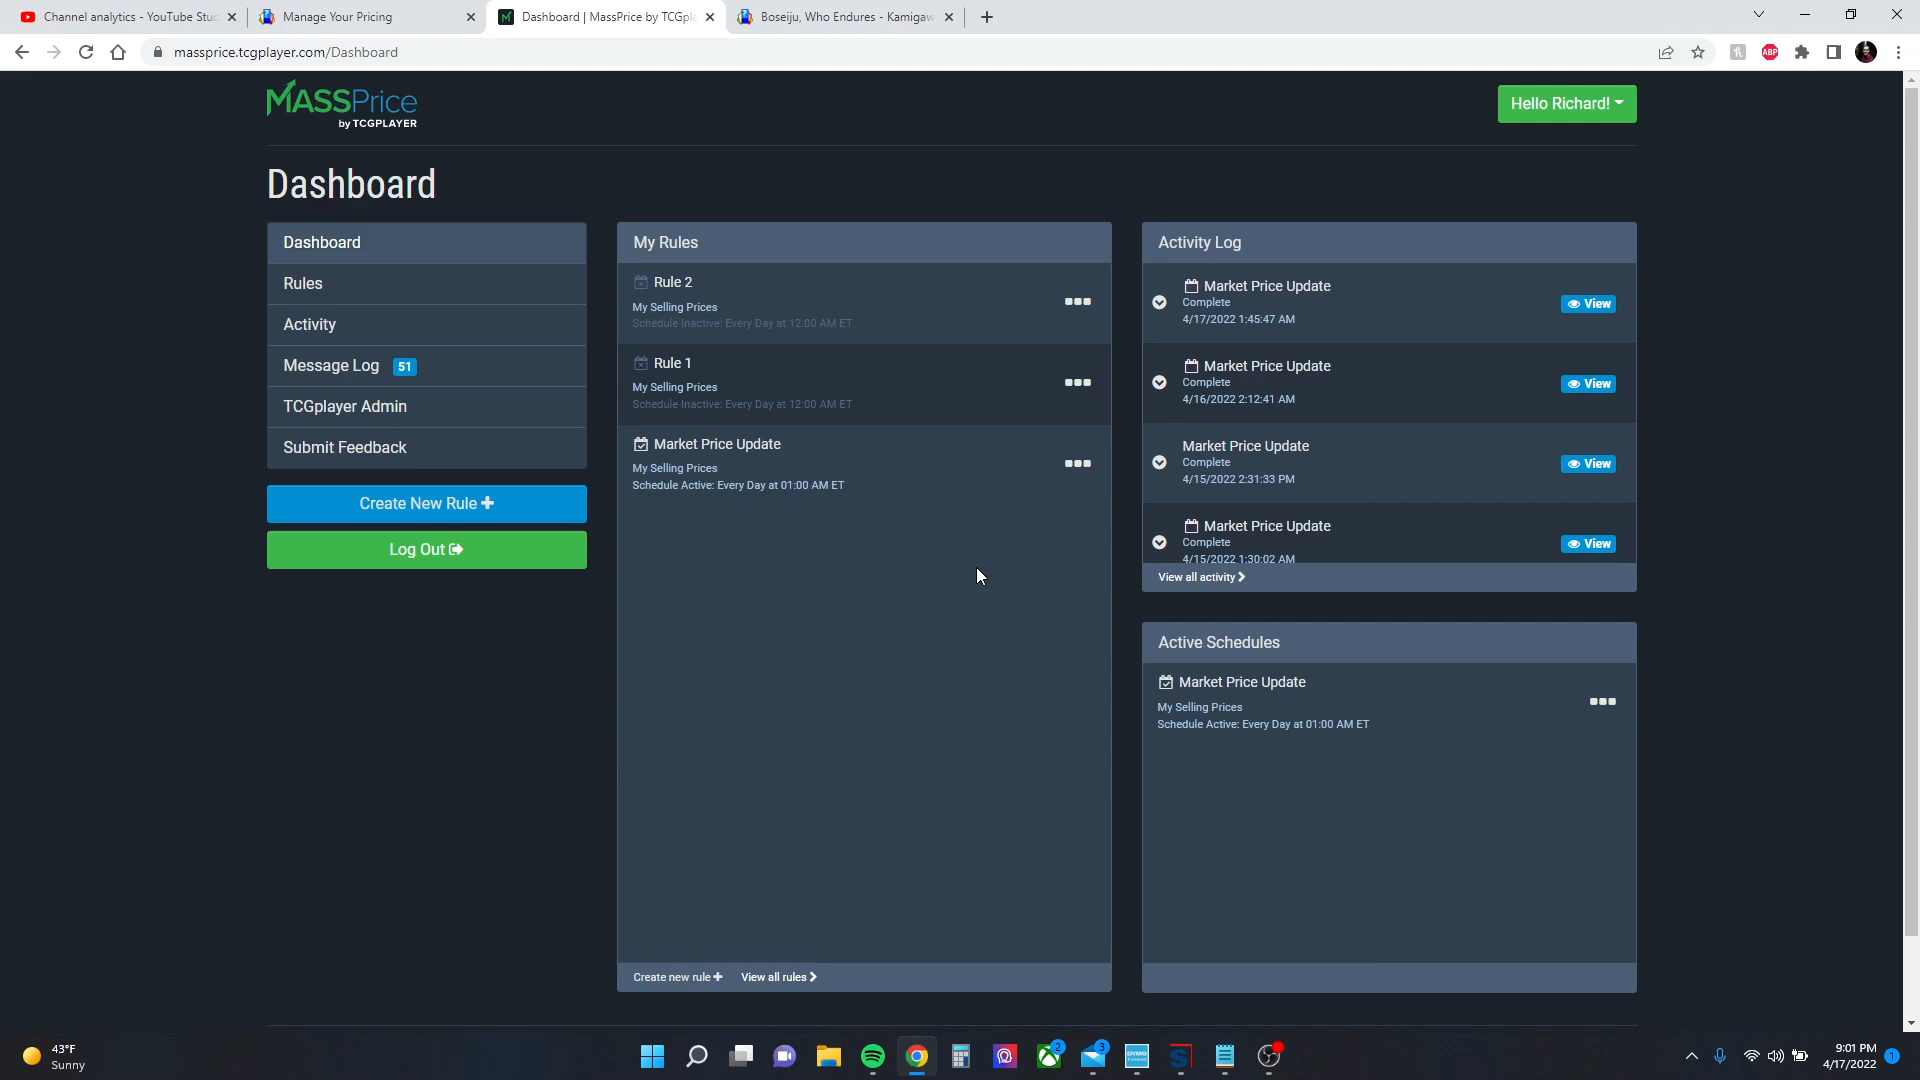 Channel analytics - YouTube Stu
Manage Your Pricing
Dashboard | MassPrice by TCGpla
Boseiju, Who Endures - Kamigaw
massprice.tcgplayer.com/Dashboard
ABP
MASSPrice
by TCGPLAYER
Hello Richard!
Dashboard
Dashboard
Rules
Activity
Message Log 51
TCGplayer Admin
Submit Feedback
Create New Rule
Log Out
My Rules
Rule 2
My Selling Prices
Schedule Inactive: Every Day at 12:00 AM ET
Rule 1
My Selling Prices
Schedule Inactive: Every Day at 12:00 AM ET
Market Price Update
My Selling Prices
Schedule Active: Every Day at 01:00 AM ET
Create new rule View all rules
Activity Log
Market Price Update
Complete
4/17/2022 1:45:47 AM
View
Market Price Update
Complete
4/16/2022 2:12:41 AM
View
Market Price Update
Complete
4/15/2022 2:31:33 PM
View
Market Price Update
Complete
4/15/2022 1:30:02 AM
View
View all activity
Active Schedules
Market Price Update
My Selling Prices
Schedule Active: Every Day at 01:00 AM ET
43°F
Sunny
2
3
DYMO
9:01 PM
4/17/2022
1